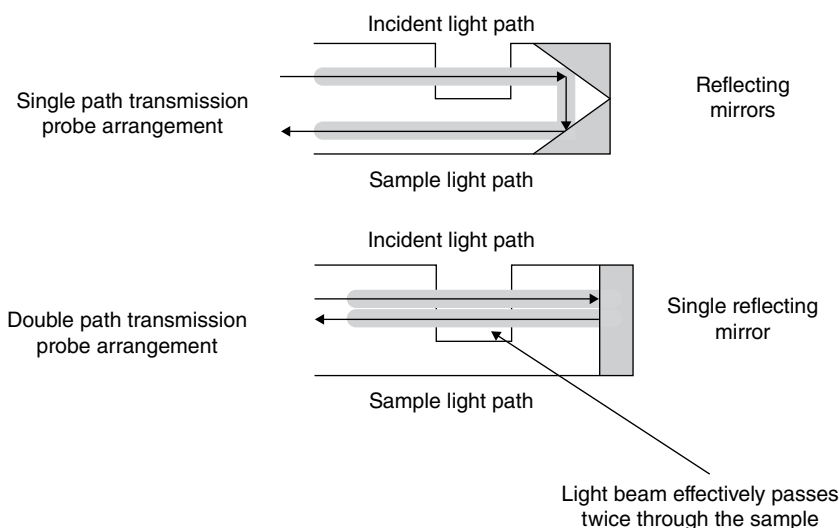 Incident light path
Single path transmission
probe arrangement
Reflecting
mirrors
Sample light path
Incident light path
Double path transmission
probe arrangement
Single reflecting
mirror
Sample light path
Light beam effectively passes
twice through the sample